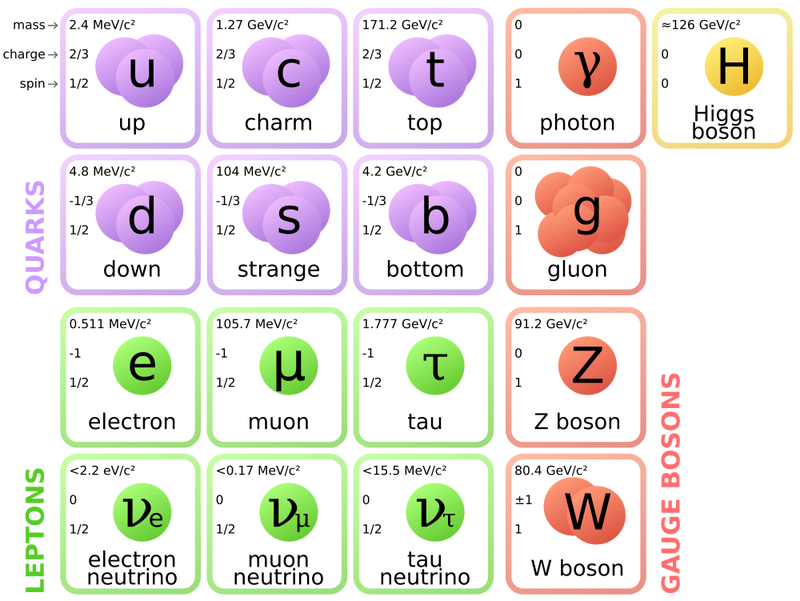 mass→
charge→
spin→
2.4 MeV/c²
2/3
1/2
u
up
1.27 GeV/c²
2/3
1/2
c
charm
171.2 GeV/c²
2/3
1/2
t
top
0
0
1
γ
photon
≈126 GeV/c²
0
0
H
Higgs
boson
QUARKS
4.8 MeV/c²
-1/3
1/2
d
down
104 MeV/c²
-1/3
1/2
s
strange
4.2 GeV/c²
-1/3
1/2
b
bottom
0
0
1
g
gluon
LEPTONS
0.511 MeV/c²
-1
1/2
e
electron
105.7 MeV/c²
-1
1/2
μ
muon
1.777 GeV/c²
-1
1/2
τ
tau
91.2 GeV/c²
0
1
Z
Z boson
GAUGE BOSONS
<2.2 eV/c²
0
1/2
νe
electron
neutrino
<0.17 MeV/c²
0
1/2
νμ
muon
neutrino
<15.5 MeV/c²
0
1/2
ντ
tau
neutrino
80.4 GeV/c²
±1
1
W
W boson